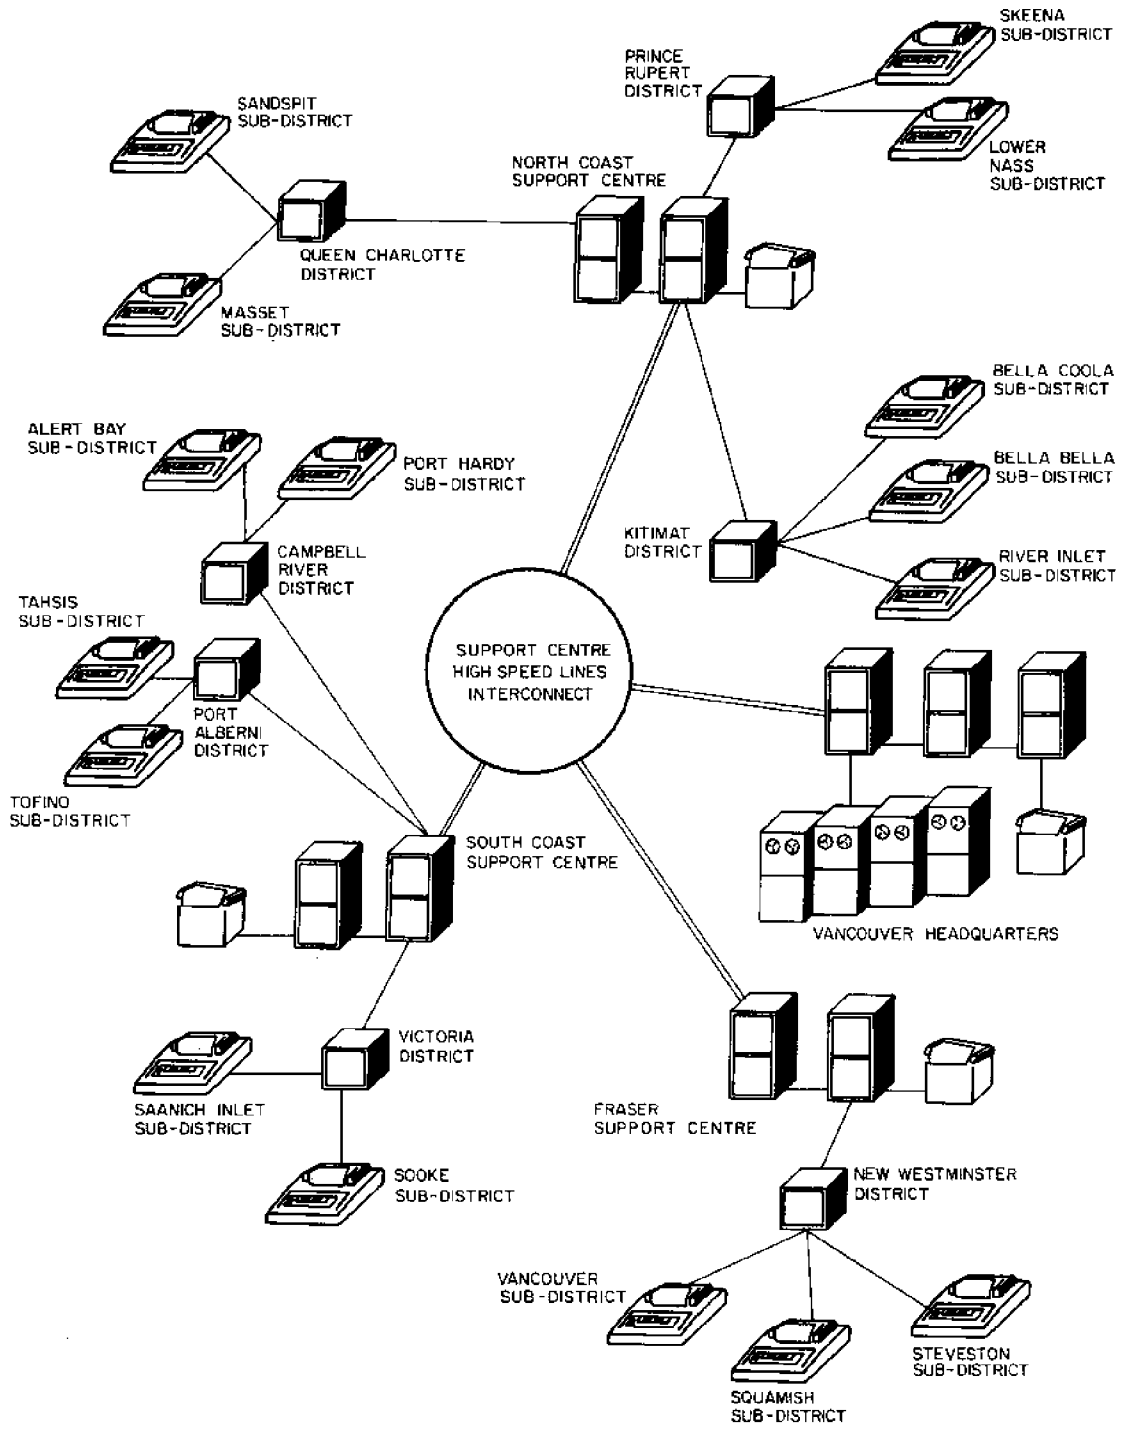 SKEENA
SUB-DISTRICT
PRINCE
RUPERT
DISTRICT
SANDSPIT
SUB-DISTRICT
LOWER
NASS
SUB-DISTRICT
NORTH COAST
SUPPORT CENTRE
QUEEN CHARLOTTE
DISTRICT
MASSET
SUB-DISTRICT
BELLA COOLA
SUB-DISTRICT
ALERT BAY
SUB-DISTRICT
PORT HARDY
SUB-DISTRICT
BELLA BELLA
SUB-DISTRICT
KITIMAT
DISTRICT
CAMPBELL
RIVER
DISTRICT
RIVER INLET
SUB-DISTRICT
TAHSIS
SUB-DISTRICT
SUPPORT CENTRE
HIGH SPEED LINES
INTERCONNECT
PORT
ALBERNI
DISTRICT
TOFINO
SUB-DISTRICT
SOUTH COAST
SUPPORT CENTRE
VANCOUVER HEADQUARTERS
VICTORIA
DISTRICT
SAANICH INLET
SUB-DISTRICT
FRASER
SUPPORT CENTRE
SOOKE
SUB-DISTRICT
NEW WESTMINSTER
DISTRICT
VANCOUVER
SUB-DISTRICT
STEVESTON
SUB-DISTRICT
SQUAMISH
SUB-DISTRICT